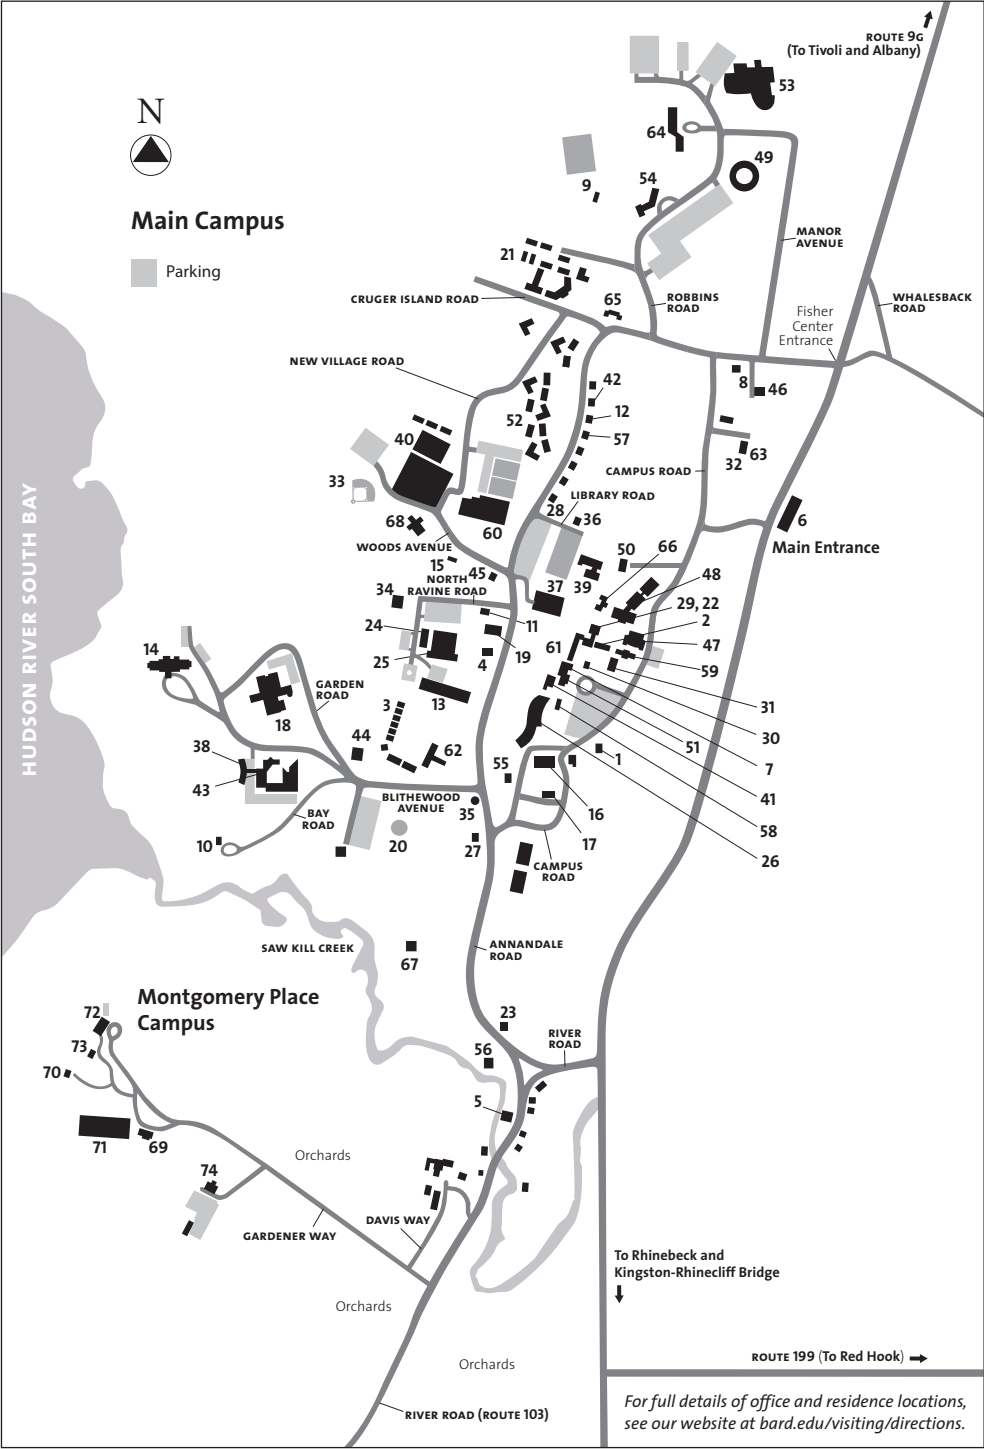 ROUTE 9G
(To Tivoli and Albany)
53
N
64
49
9
54
Main Campus
MANOR
AVENUE
21
Parking
CRUGER ISLAND ROAD
65
ROBBINS
ROAD
WHALESBACK
ROAD
Fisher
Center
Entrance
NEW VILLAGE ROAD
42
8
46
12
52
40
57
63
32
CAMPUS ROAD
33
LIBRARY ROAD
28
36
68
60
6
Main Entrance
WOODS AVENUE
15
45
50
66
NORTH
RAVINE ROAD
34
37
39
48
29, 22
24
11
2
25
4
19
61
47
59
14
GARDEN
ROAD
3
13
31
18
30
38
44
62
51
7
43
55
1
41
BLITHEWOOD
AVENUE
35
16
BAY
ROAD
58
10
20
27
17
26
CAMPUS
ROAD
HUDSON RIVER SOUTH BAY
SAW KILL CREEK
67
ANNANDALE
ROAD
Montgomery Place
Campus
72
23
RIVER
ROAD
73
56
70
5
71
69
74
Orchards
GARDENER WAY
DAVIS WAY
To Rhinebeck and
Kingston-Rhinecliff Bridge
Orchards
Orchards
ROUTE 199 (To Red Hook)
RIVER ROAD (ROUTE 103)
For full details of office and residence locations,
see our website at bard.edu/visiting/directions.